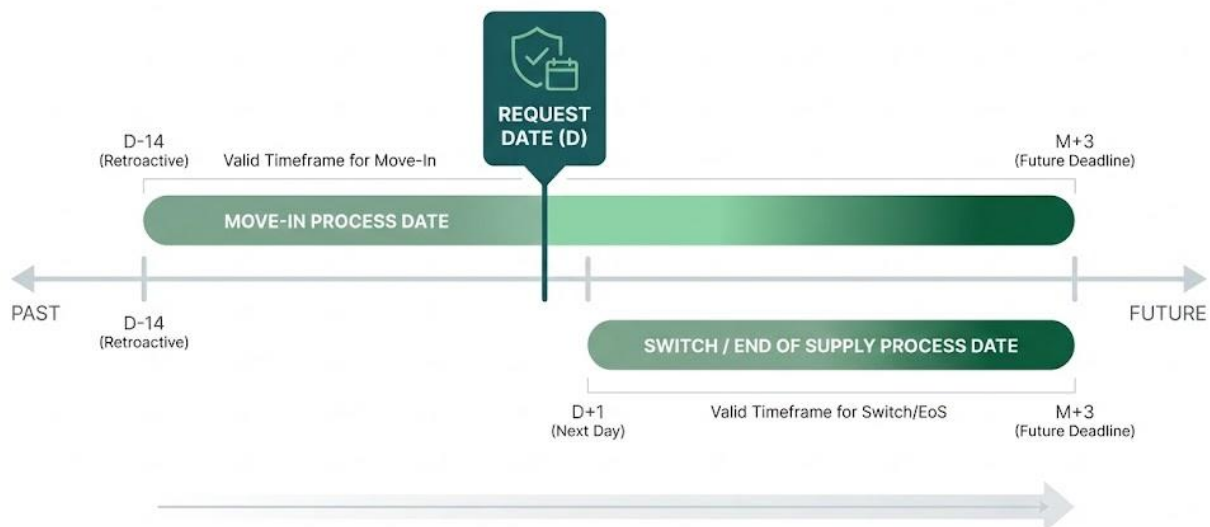 REQUEST
DATE (D)
D-14
(Retroactive)
Valid Timeframe for Move-In
M+3
(Future Deadline)
MOVE-IN PROCESS DATE
PAST
FUTURE
D-14
(Retroactive)
SWITCH / END OF SUPPLY PROCESS DATE
D+1
(Next Day)
Valid Timeframe for Switch/EoS
M+3
(Future Deadline)